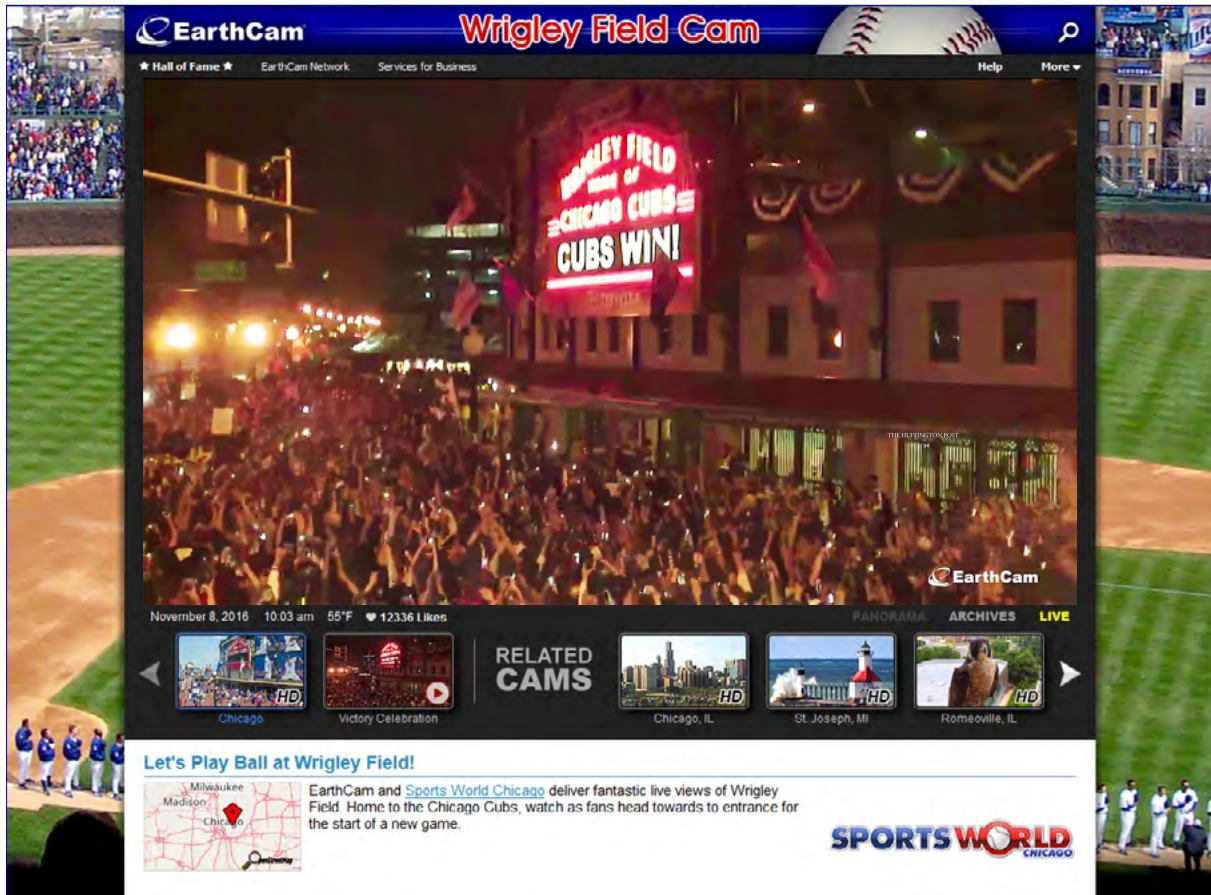 EarthCam
Wrigley Field Cam
★ Hall of Fame ★ EarthCam Network Services for Business Help More
WRIGLEY FIELD
HOME OF
CHICAGO CUBS
CUBS WIN!
THE HUFFINGTON POST
EarthCam
November 8, 2016 10.03 am 55°F ♥ 12336 Likes PANORAMA ARCHIVES LIVE
HD
RELATED
CAMS
HD
HD
HD
Chicago
Victory Celebration
Chicago, IL
St. Joseph, MI
Romeoville, IL
Let's Play Ball at Wrigley Field!
Milwaukee
Madison
Chicago
OpenStreetMap
EarthCam and Sports World Chicago deliver fantastic live views of Wrigley
Field. Home to the Chicago Cubs, watch as fans head towards to entrance for
the start of a new game.
SPORTS WORLD
CHICAGO